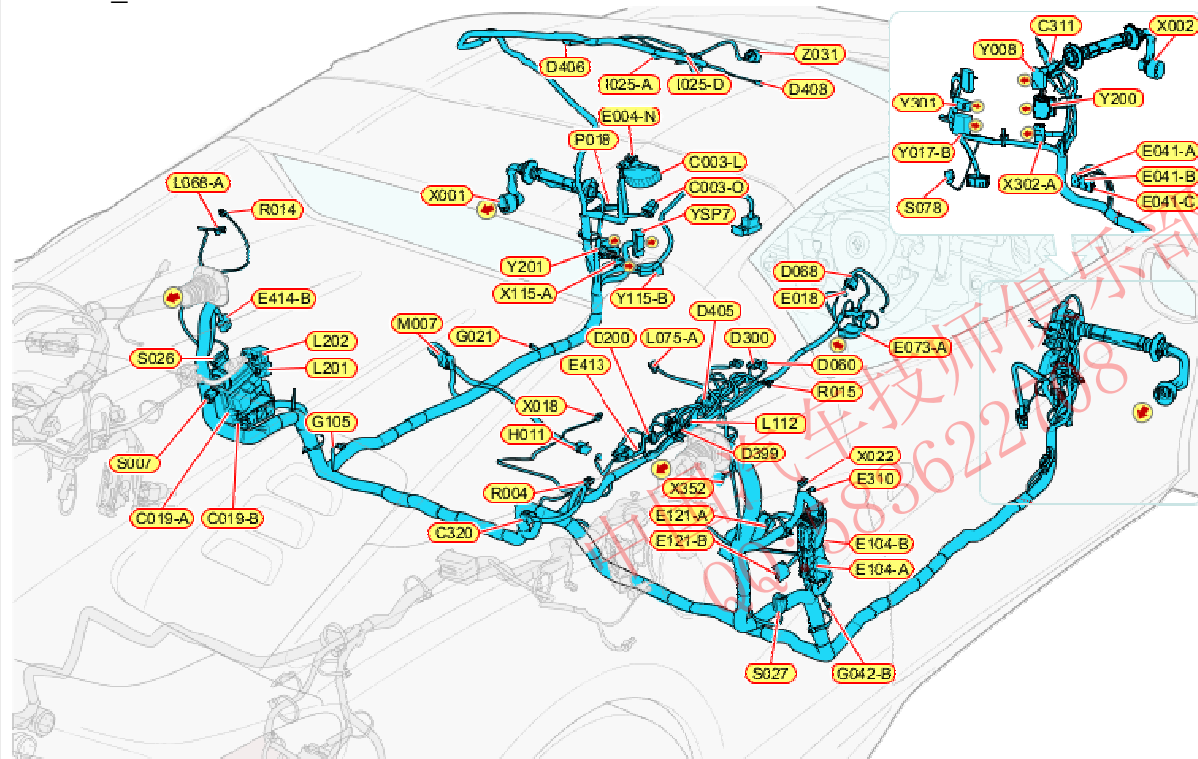 C311
X002
Y008
Z031
D406
I025-A
I025-D
D408
Y301
Y200
E004-N
P018
Y017-B
E041-A
C003-L
X302-A
E041-B
L068-A
X001
C003-O
E041-C
R014
YSP7
S078
Y201
D068
X115-A
Y115-B
E018
E414-B
D405
M007
G021
D200
L075-A
D300
L202
E073-A
S026
E413
D060
L201
R015
X018
G105
L112
H011
S007
D399
X022
R004
X352
E310
C019-A
C019-B
E121-A
C320
E121-B
E104-B
E104-A
S027
G042-B